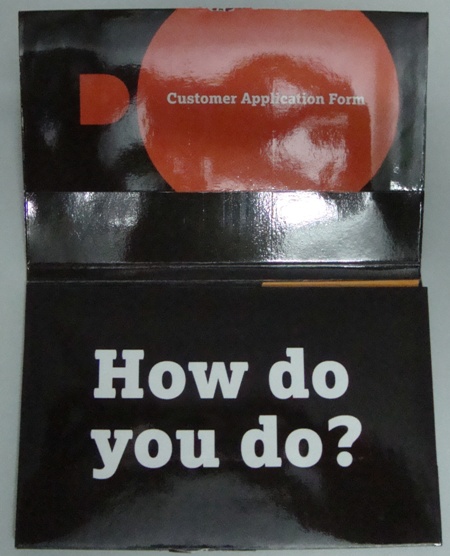 Customer Application Form
How do
you do?